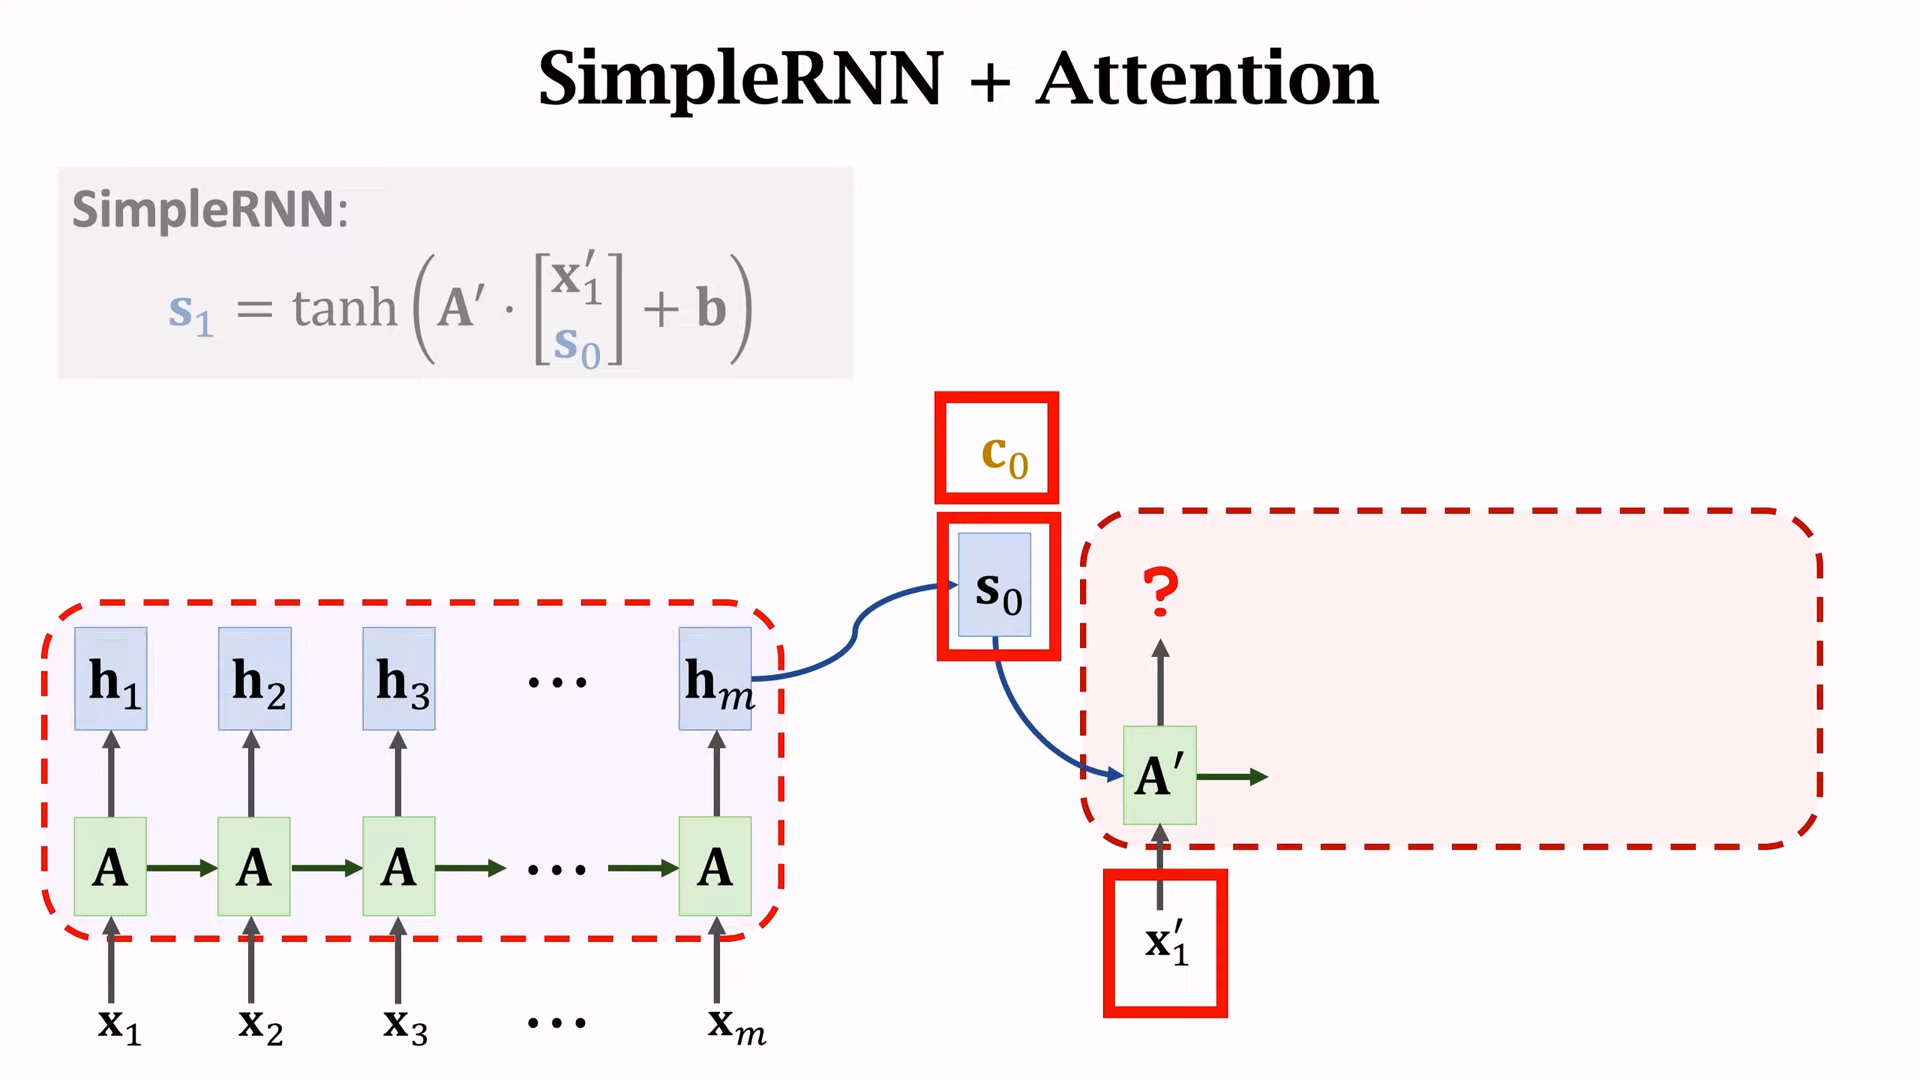 SimpleRNN + Attention
SimpleRNN:
s₁ = tanh(A′ · [x′₁ s₀] + b)
c₀
s₀
?
h₁ h₂ h₃ ⋯ hₘ
A′
A A A ⋯ A
x′₁
x₁ x₂ x₃ ⋯ xₘ